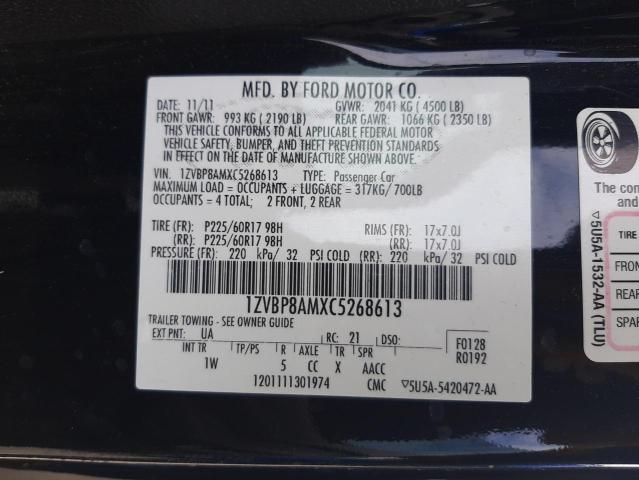 MFD. BY FORD MOTOR CO.
DATE: 11/11 GVWR: 2041 KG ( 4500 LB)
FRONT GAWR: 993 KG ( 2190 LB) REAR GAWR: 1066 KG ( 2350 LB)
THIS VEHICLE CONFORMS TO ALL APPLICABLE FEDERAL MOTOR
VEHICLE SAFETY, BUMPER, AND THEFT PREVENTION STANDARDS
IN EFFECT ON THE DATE OF MANUFACTURE SHOWN ABOVE.
VIN: 1ZVBP8AMXC5268613 TYPE: Passenger Car
MAXIMUM LOAD = OCCUPANTS + LUGGAGE = 317KG/ 700LB
OCCUPANTS = 4 TOTAL; 2 FRONT, 2 REAR
TIRE (FR): P225/60R17 98H RIMS (FR): 17x7.0J
(RR): P225/60R17 98H (RR): 17x7.0J
PRESSURE (FR): 220 kPa/ 32 PSI COLD (RR): 220 kPa/ 32 PSI COLD
1ZVBP8AMXC5268613
TRAILER TOWING - SEE OWNER GUIDE
EXT PNT: UA RC: 21 DSO: F0128
R0192
INT TR TP/PS R AXLE TR SPR
1W 5 CC X AACC
1201111301974 CMC ▽5U5A-5420472-AA
The con
and
TIRE
FRON
REAR
SPAR
▽5U5A-1532-AA (TLU)